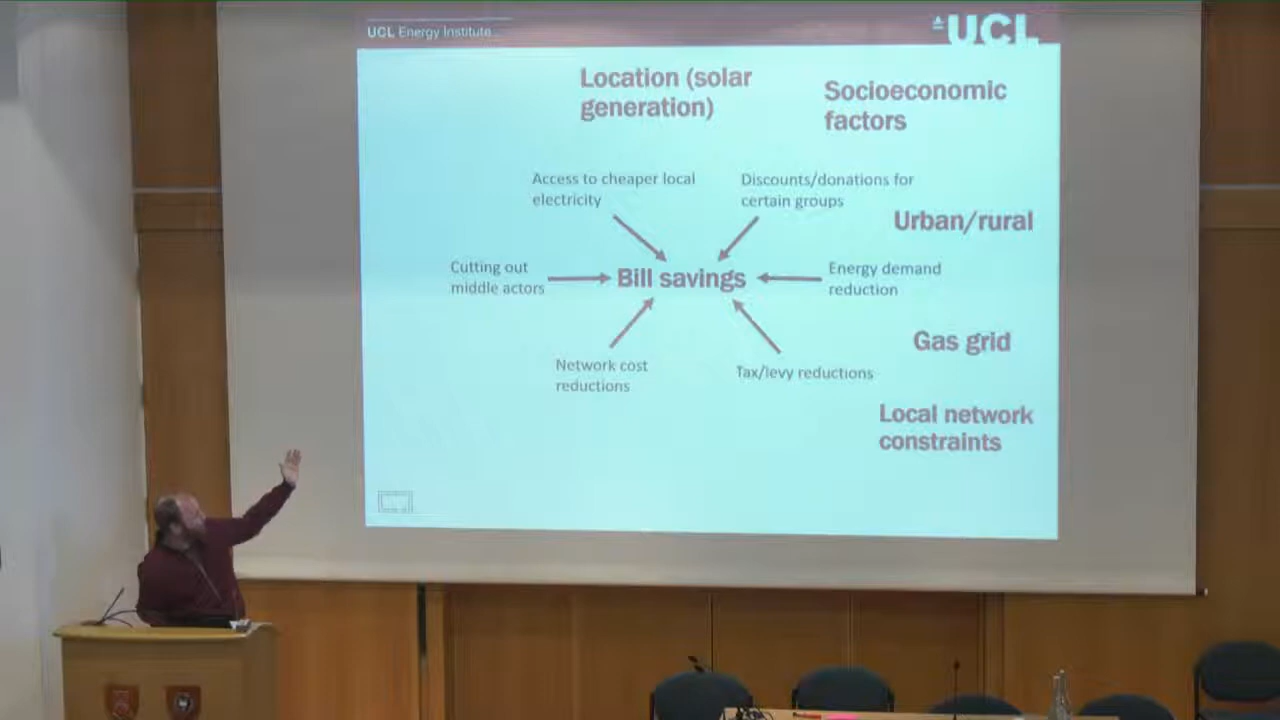 UCL Energy Institute
UCL
Location (solar
generation)
Socioeconomic
factors
Access to cheaper local
electricity
Discounts/donations for
certain groups
Urban/rural
Cutting out
middle actors
Bill savings
Energy demand
reduction
Gas grid
Network cost
reductions
Tax/levy reductions
Local network
constraints